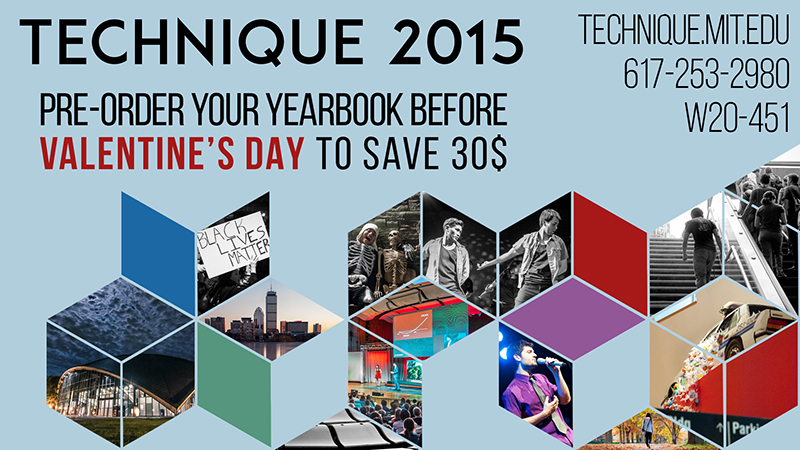 TECHNIQUE 2015
PRE-ORDER YOUR YEARBOOK BEFORE
VALENTINE'S DAY TO SAVE 30$
TECHNIQUE.MIT.EDU
617-253-2980
W20-451
BLACK
LIVES
MATTER
Parki